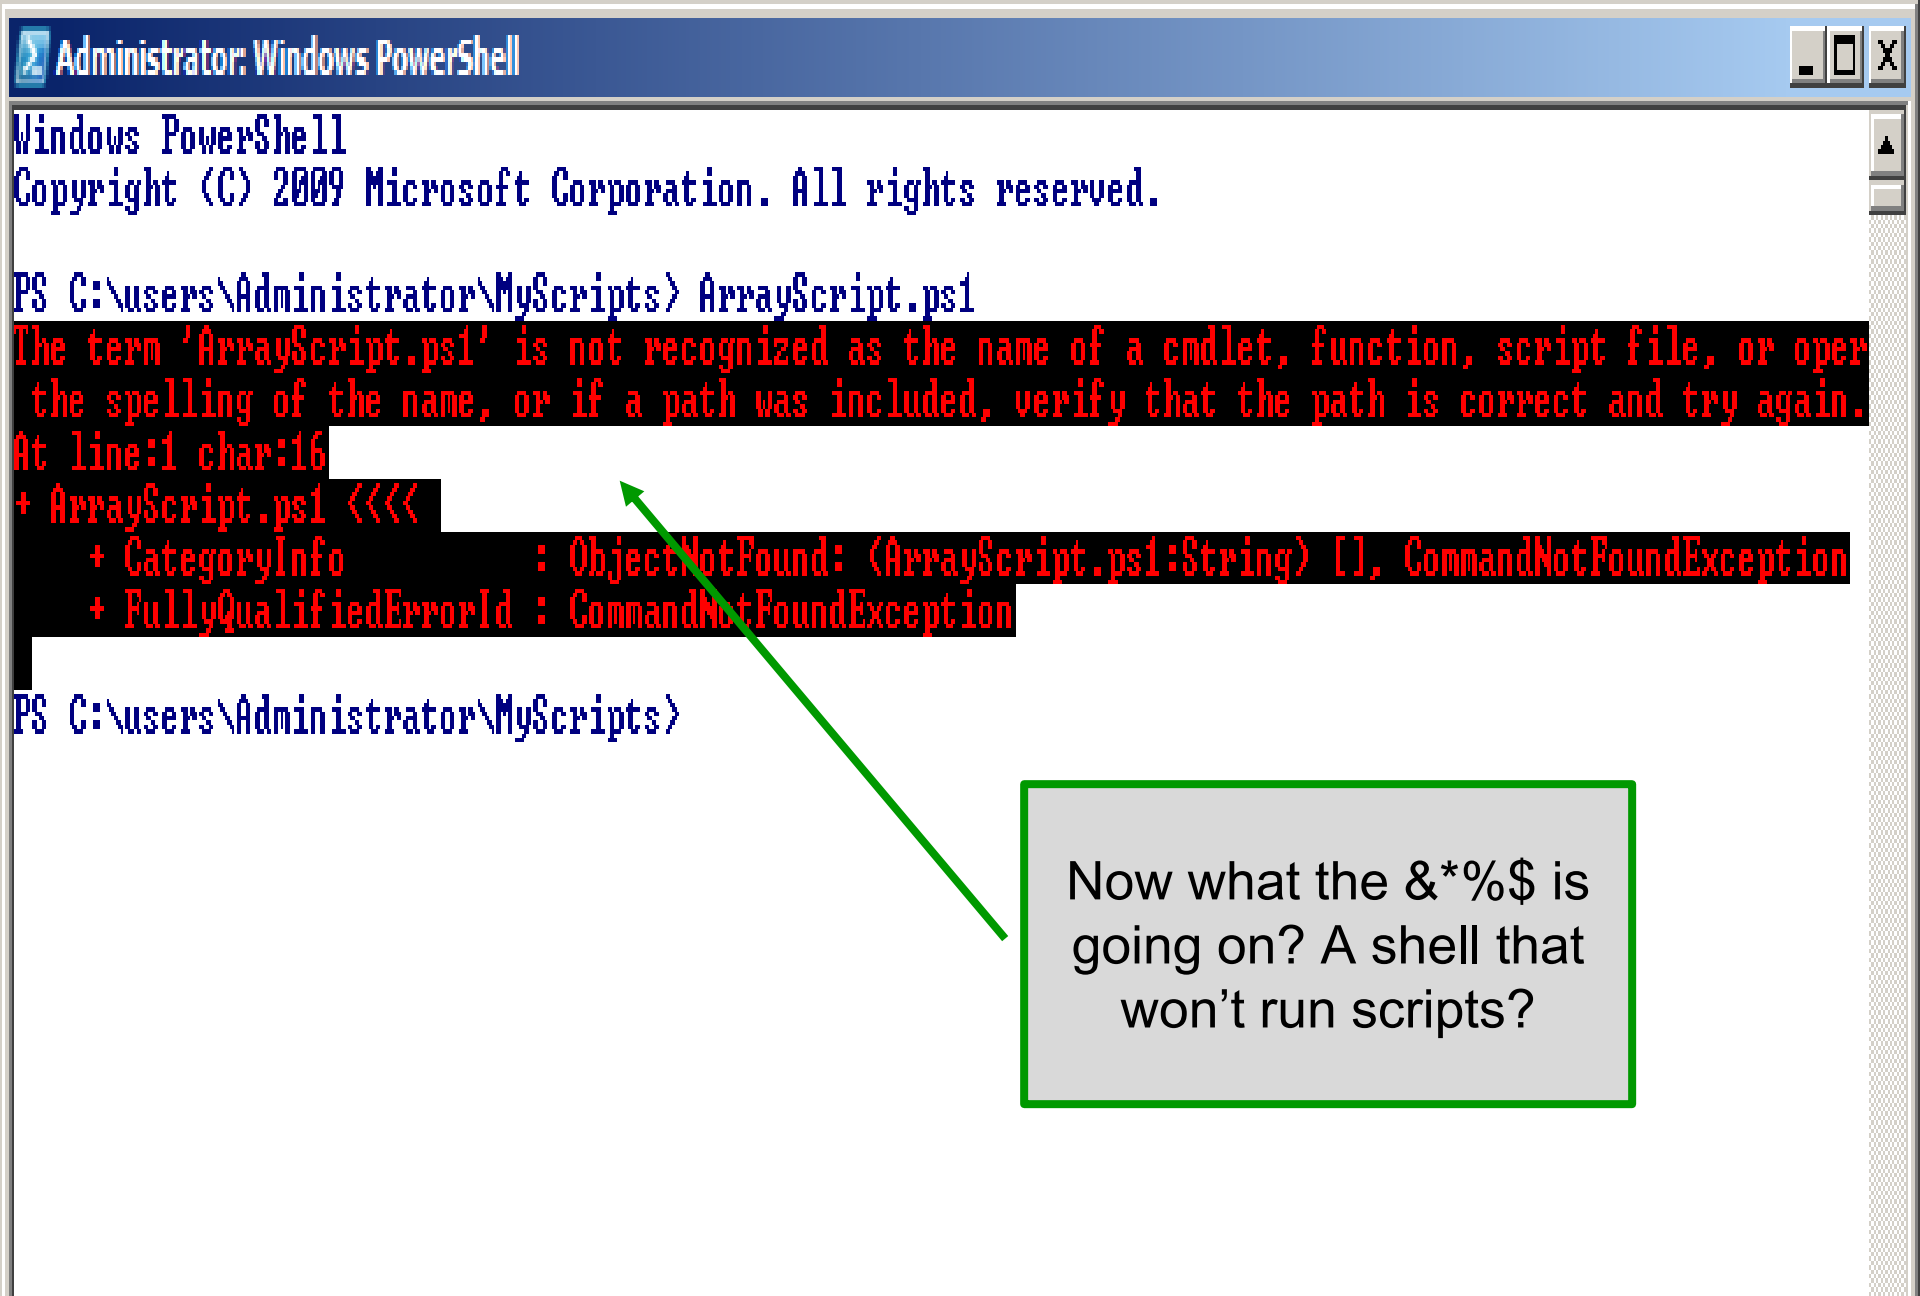 Administrator: Windows PowerShell
Windows PowerShell
Copyright (C) 2009 Microsoft Corporation. All rights reserved.
PS C:\users\Administrator\MyScripts> ArrayScript.ps1
The term 'ArrayScript.ps1' is not recognized as the name of a cmdlet, function, script file, or oper
the spelling of the name, or if a path was included, verify that the path is correct and try again.
At line:1 char:16
+ ArrayScript.ps1 <<<<
+ CategoryInfo : ObjectNotFound: (ArrayScript.ps1:String) [], CommandNotFoundException
+ FullyQualifiedErrorId : CommandNotFoundException
PS C:\users\Administrator\MyScripts>
Now what the &*%$ is
going on? A shell that
won’t run scripts?